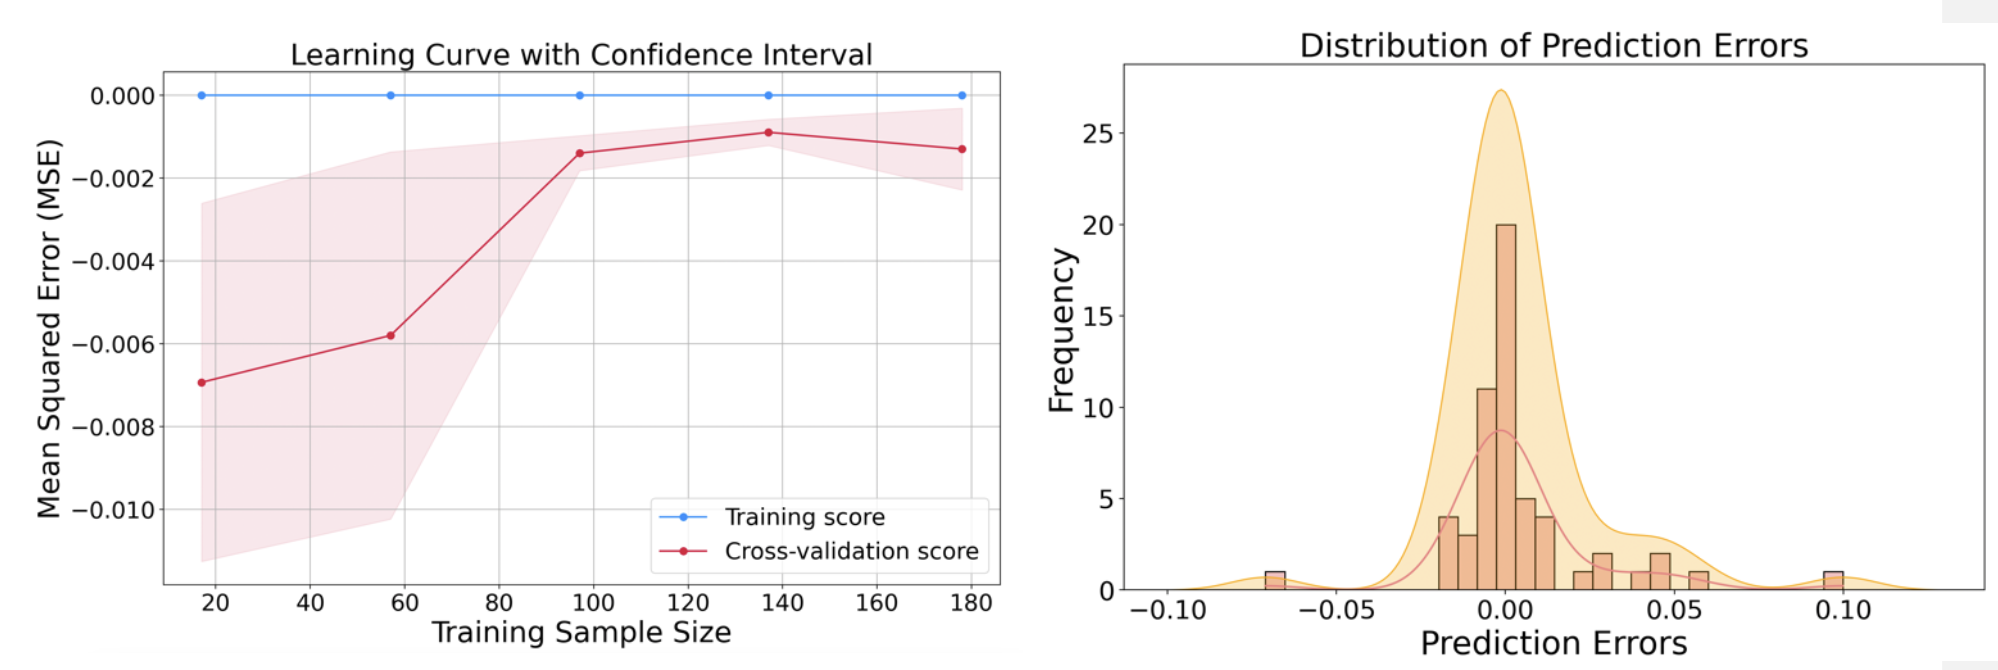 Learning Curve with Confidence Interval
Mean Squared Error (MSE)
0.000
−0.002
−0.004
−0.006
−0.008
−0.010
Training score
Cross-validation score
20 40 60 80 100 120 140 160 180
Training Sample Size
Distribution of Prediction Errors
Frequency
25
20
15
10
5
0
−0.10 −0.05 0.00 0.05 0.10
Prediction Errors